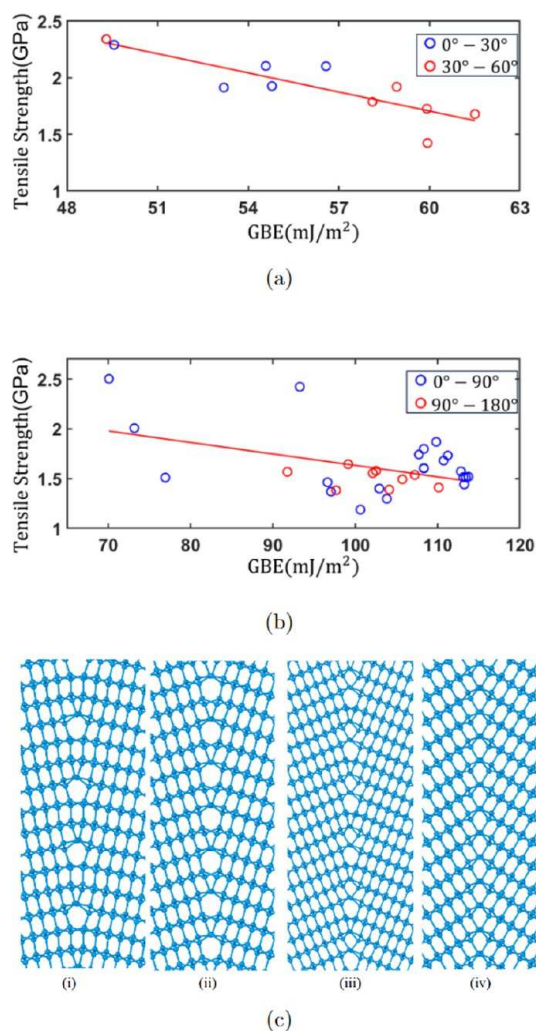 2.5
2
1.5
1
Tensile Strength(GPa)
0° − 30°
30° − 60°
48 51 54 57 60 63
GBE(mJ/m²)
(a)
2.5
2
1.5
1
Tensile Strength(GPa)
0° − 90°
90° − 180°
70 80 90 100 110 120
GBE(mJ/m²)
(b)
(i) (ii) (iii) (iv)
(c)